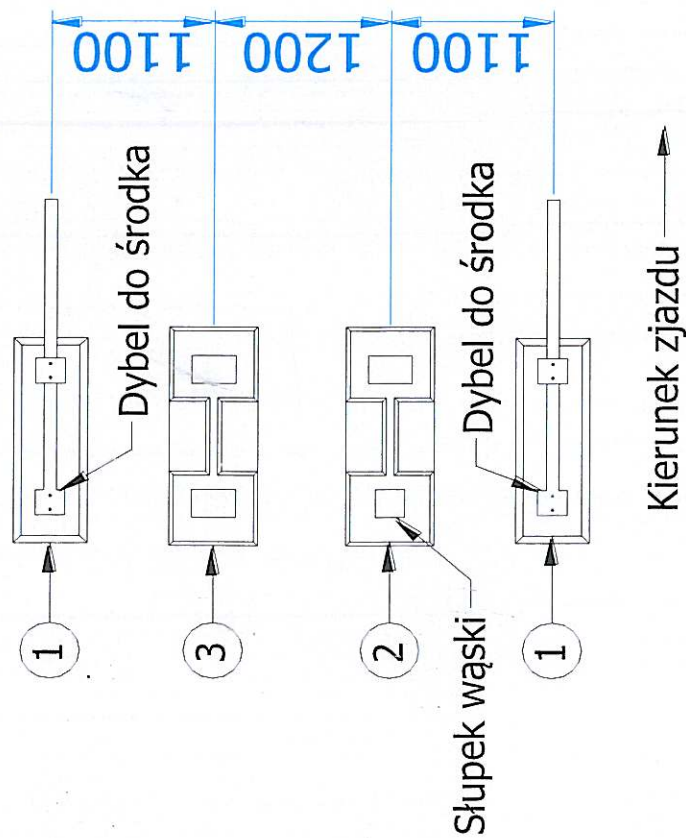 1100
1200
1100
Dybel do środka
Dybel do środka
Kierunek zjazdu
1
3
2
1
Słupek wąski